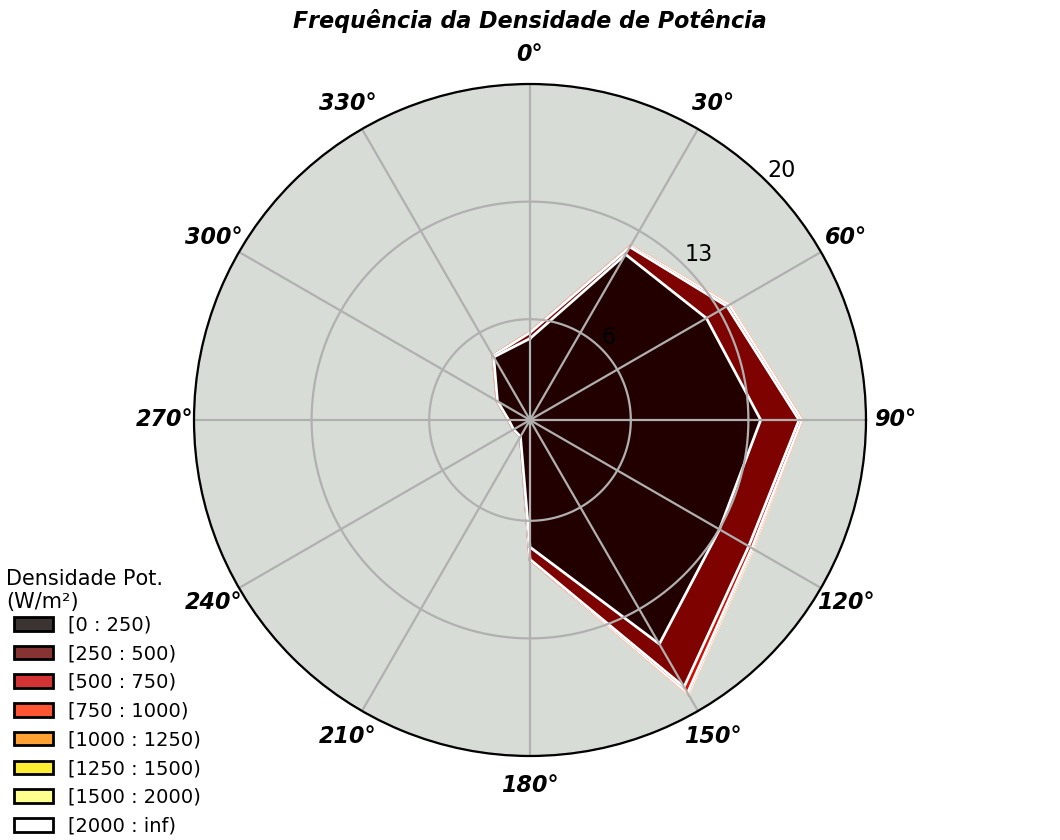 Frequência da Densidade de Potência
0°
330°
30°
20
300°
60°
13
6
270°
90°
240°
120°
210°
150°
180°
Densidade Pot.
(W/m²)
[0 : 250)
[250 : 500)
[500 : 750)
[750 : 1000)
[1000 : 1250)
[1250 : 1500)
[1500 : 2000)
[2000 : inf)